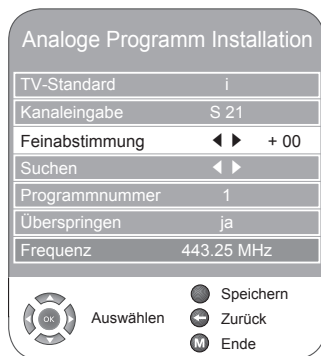 Analoge Programm Installation
TV-Standard i
Kanaleingabe S 21
Feinabstimmung ◀ ▶ + 00
Suchen ◀ ▶
Programmnummer 1
Überspringen ja
Frequenz 443.25 MHz
OK Auswählen
Speichern
Zurück
M Ende